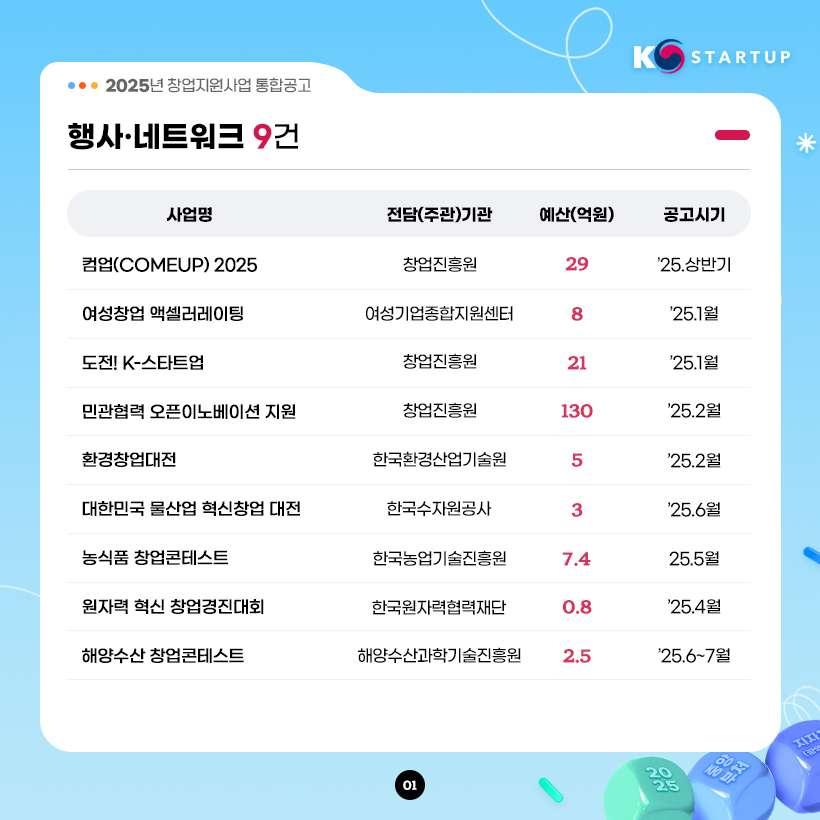 K STARTUP
2025년 창업지원사업 통합공고
행사·네트워크 9건
사업명 전담(주관)기관 예산(억원) 공고시기
컴업(COMEUP) 2025 창업진흥원 29 '25.상반기
여성창업 액셀러레이팅 여성기업종합지원센터 8 '25.1월
도전! K-스타트업 창업진흥원 21 '25.1월
민관협력 오픈이노베이션 지원 창업진흥원 130 '25.2월
환경창업대전 한국환경산업기술원 5 '25.2월
대한민국 물산업 혁신창업 대전 한국수자원공사 3 '25.6월
농식품 창업콘테스트 한국농업기술진흥원 7.4 25.5월
원자력 혁신 창업경진대회 한국원자력협력재단 0.8 '25.4월
해양수산 창업콘테스트 해양수산과학기술진흥원 2.5 '25.6~7월
01
20
25